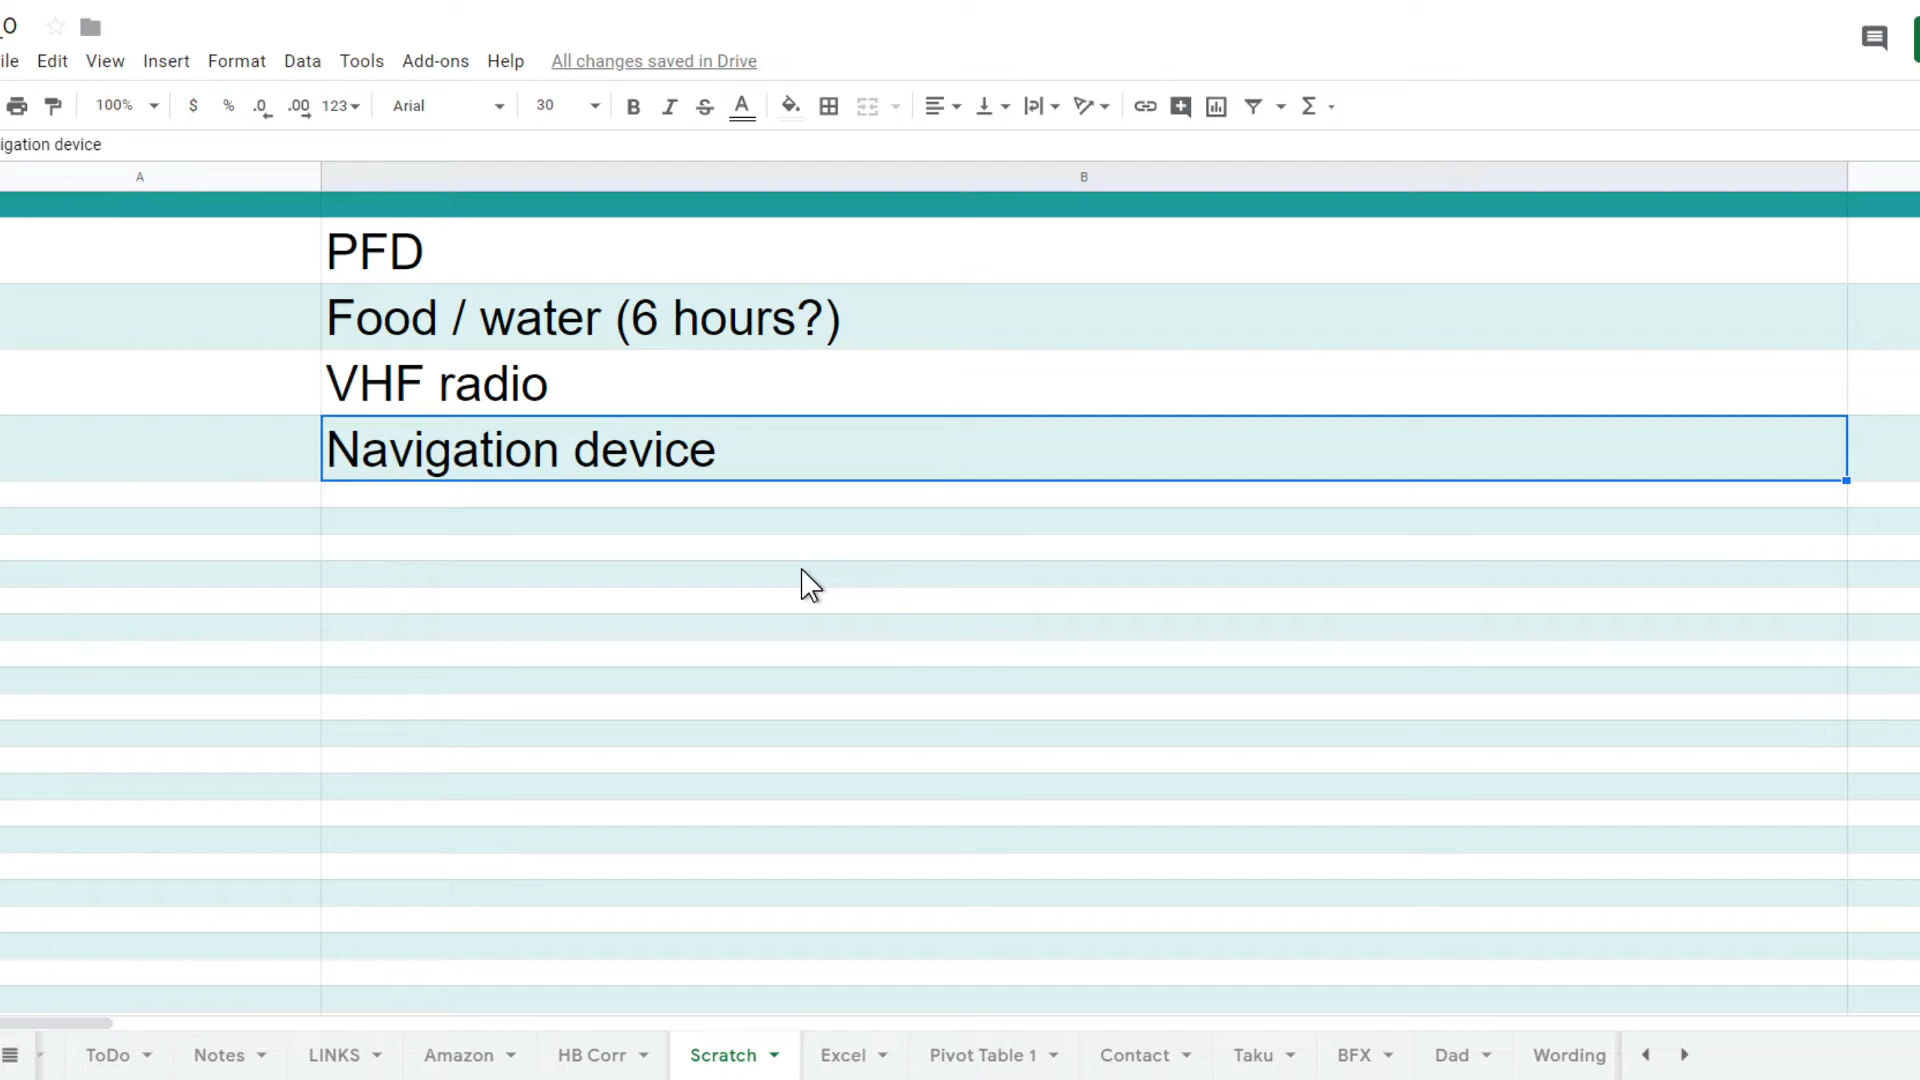 _O
ile Edit View Insert Format Data Tools Add-ons Help All changes saved in Drive
100% $ % .0 .00 123 Arial 30 B I S A
igation device
A B
PFD
Food / water (6 hours?)
VHF radio
Navigation device
ToDo Notes LINKS Amazon HB Corr Scratch Excel Pivot Table 1 Contact Taku BFX Dad Wording